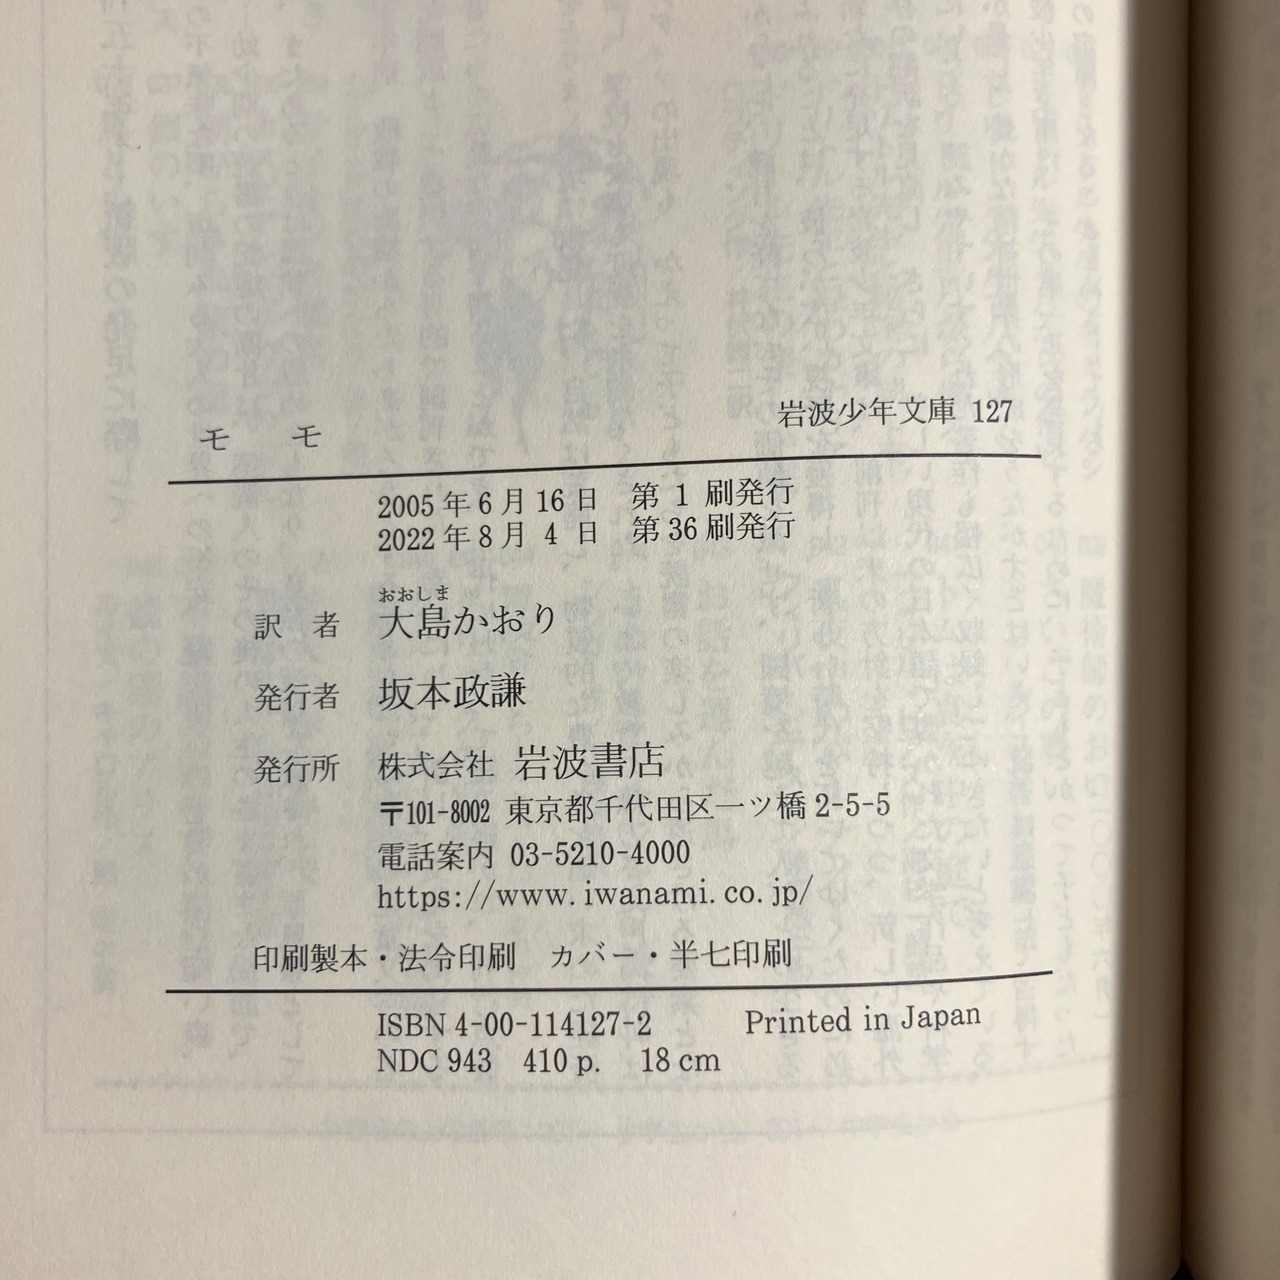 岩波少年文庫 127
モ モ
2005年6月16日 第1刷発行
2022年8月4日 第36刷発行
おおしま
訳 者 大島かおり
発行者 坂本政謙
発行所 株式会社 岩波書店
〒101-8002 東京都千代田区一ツ橋2-5-5
電話案内 03-5210-4000
https://www.iwanami.co.jp/
印刷製本・法令印刷 カバー・半七印刷
ISBN 4-00-114127-2 Printed in Japan
NDC 943 410 p. 18 cm